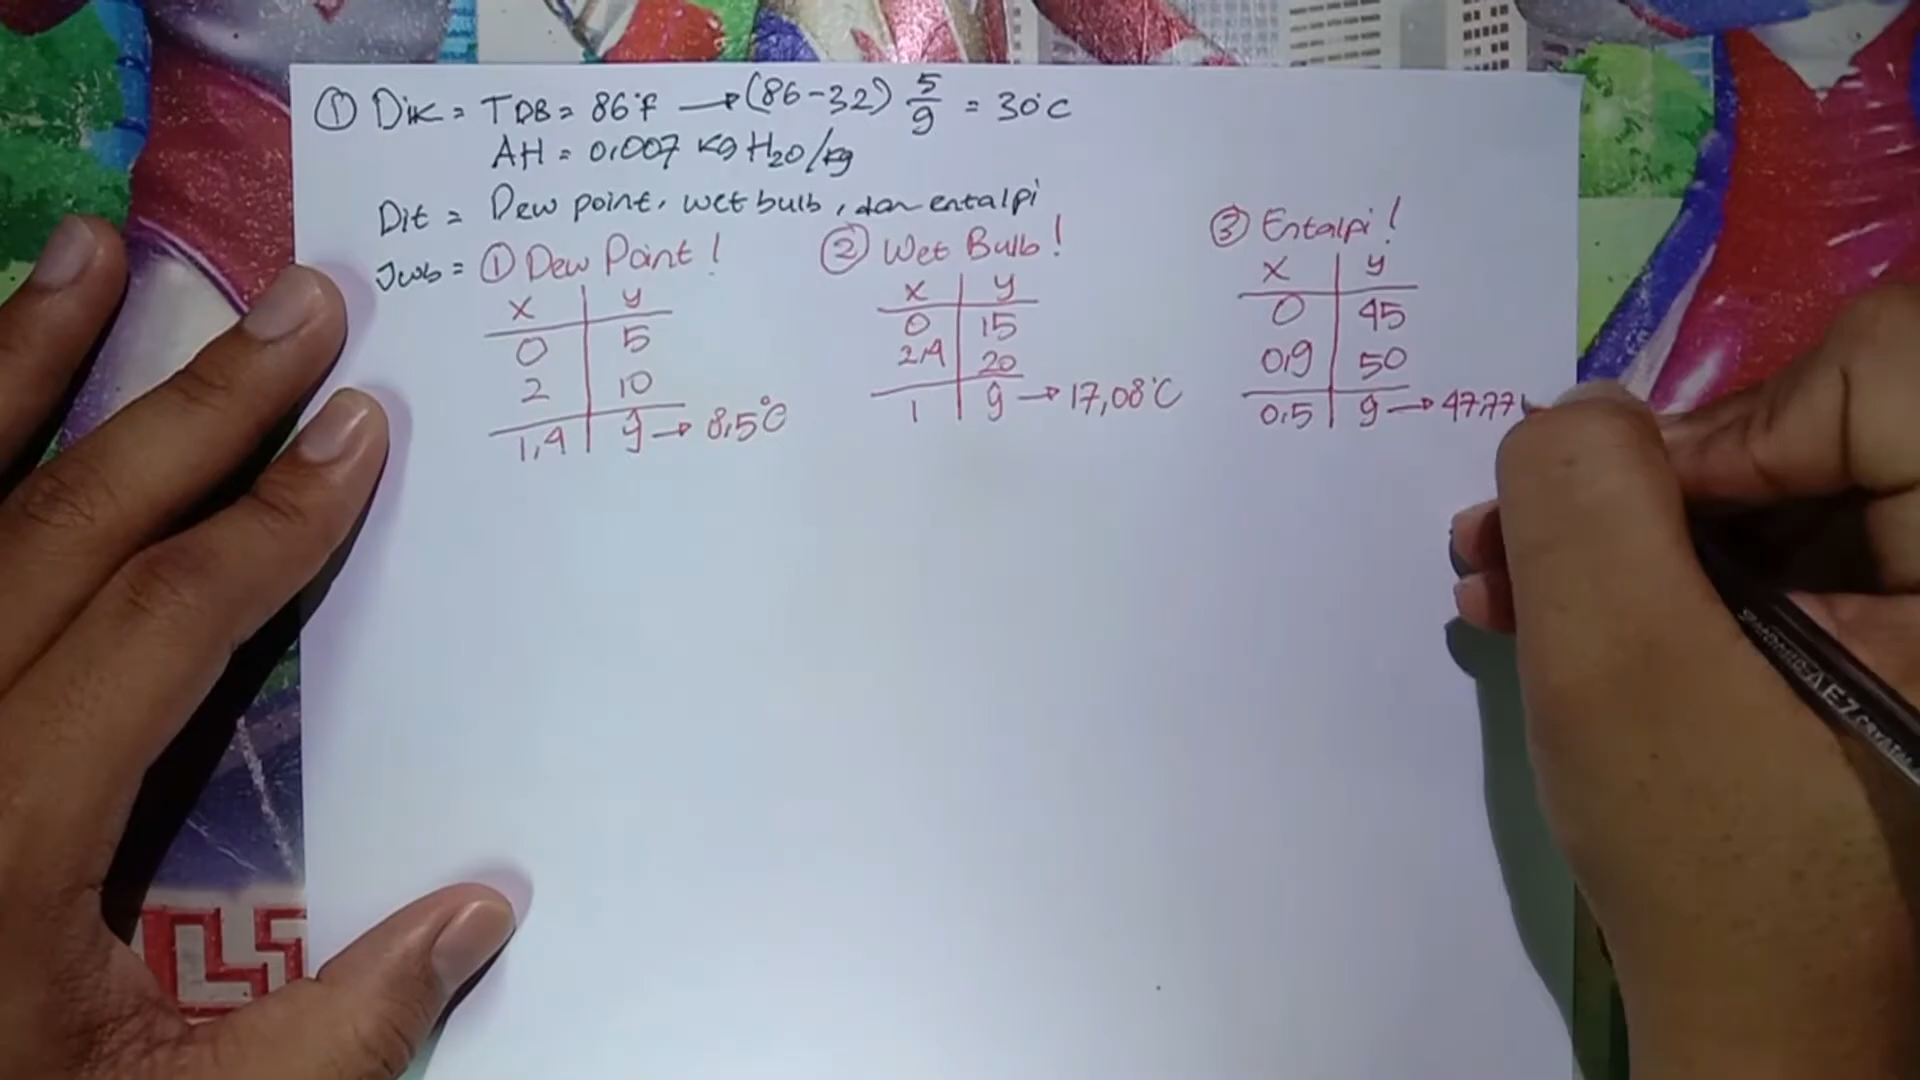 ① Dik = TDB = 86°F → (86-32) 5/9 = 30°C
AH = 0,007 kg H2O/kg
Dit = Dew point, wet bulb, dan entalpi
Jwb = ① Dew Point!
x | y
0 | 5
2 | 10
1,4 | ŷ → 8,5°C
② Wet Bulb!
x | y
0 | 15
2,4 | 20
1 | ŷ → 17,08°C
③ Entalpi!
x | y
0 | 45
0,9 | 50
0,5 | ŷ → 47,77